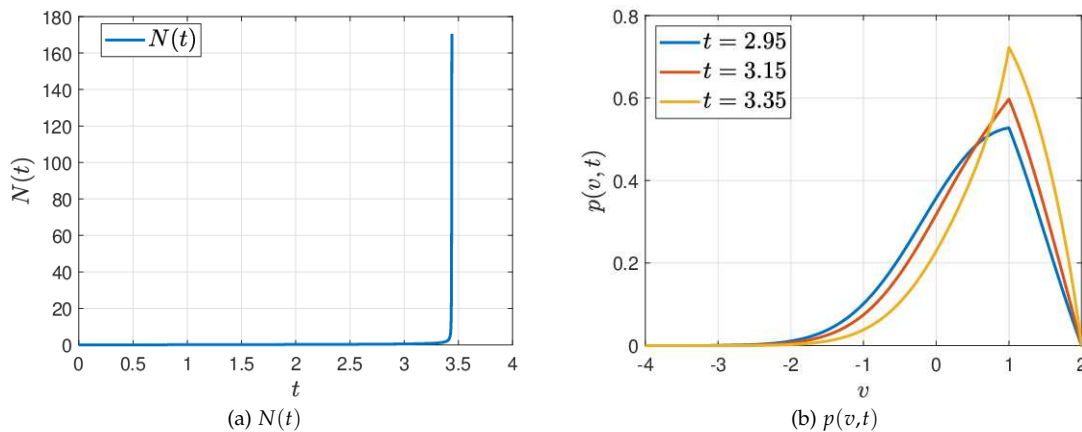 180
160
140
120
100
80
60
40
20
0
N(t)
N(t)
0 0.5 1 1.5 2 2.5 3 3.5 4
t
(a) N(t)
0.8
0.6
0.4
0.2
0
p(v, t)
t = 2.95
t = 3.15
t = 3.35
-4 -3 -2 -1 0 1 2
v
(b) p(v,t)